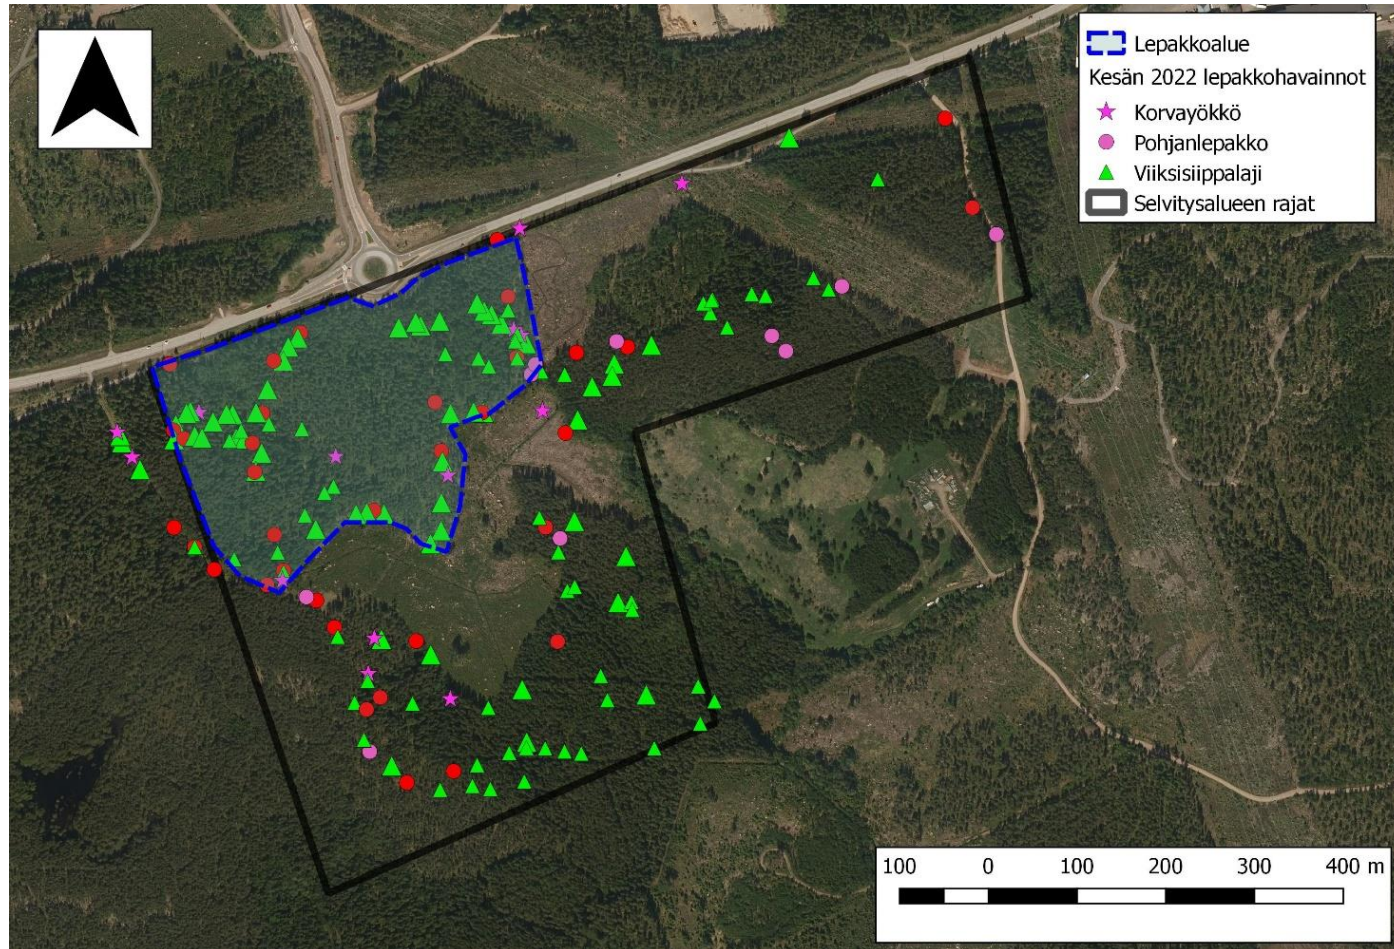 Lepakkoalue
Kesän 2022 lepakkohavainnot
Korvayökkö
Pohjanlepakko
Viiksisiippalaji
Selvitysalueen rajat
100 0 100 200 300 400 m